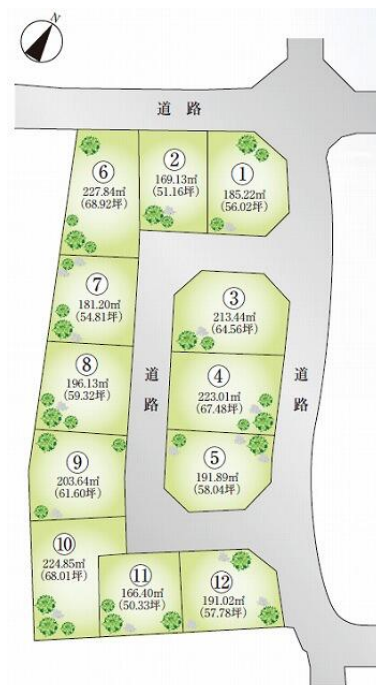 N
道路
⑥
227.84㎡
(68.92坪)
②
169.13㎡
(51.16坪)
①
185.22㎡
(56.02坪)
⑦
181.20㎡
(54.81坪)
③
213.44㎡
(64.56坪)
⑧
196.13㎡
(59.32坪)
道路
④
223.01㎡
(67.48坪)
道路
⑨
203.64㎡
(61.60坪)
⑤
191.89㎡
(58.04坪)
⑩
224.85㎡
(68.01坪)
⑪
166.40㎡
(50.33坪)
⑫
191.02㎡
(57.78坪)